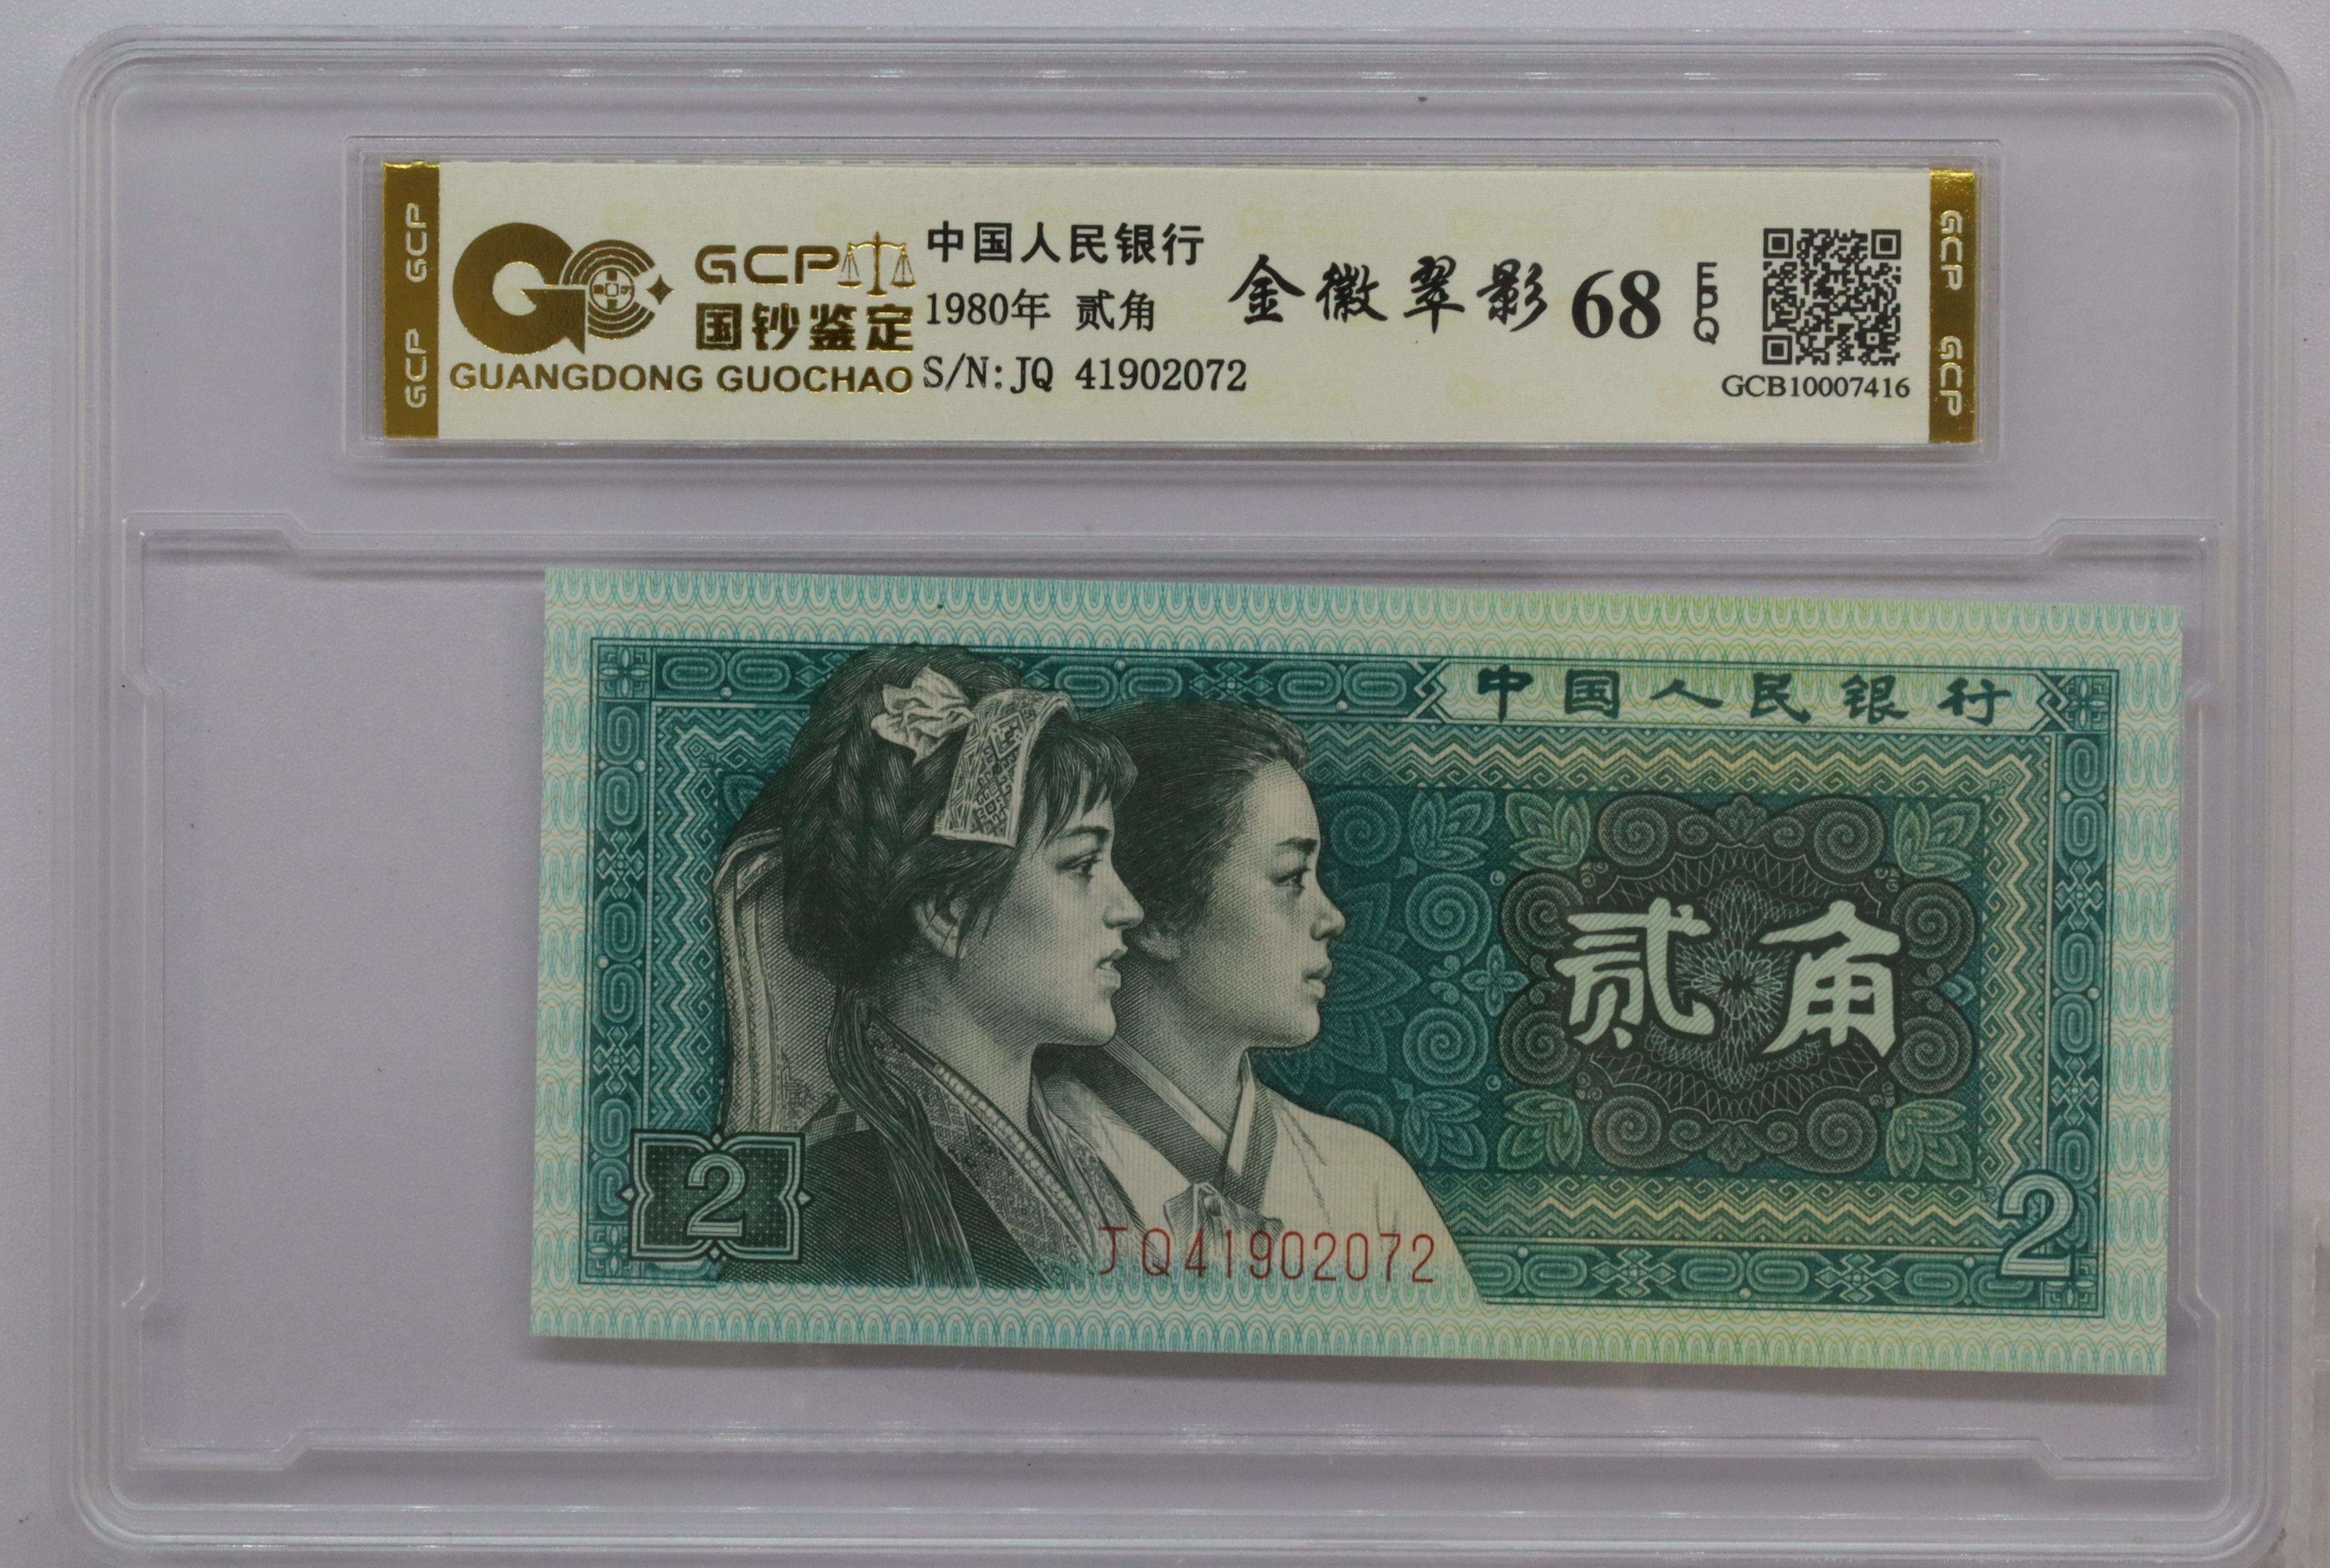 GCP GCP
GCP
国钞鉴定
GUANGDONG GUOCHAO
中国人民银行
1980年 贰角
S/N: JQ 41902072
金徽翠影 68 EPQ
GCB10007416
GCP GCP
中国人民银行
贰角
2
JQ41902072
2